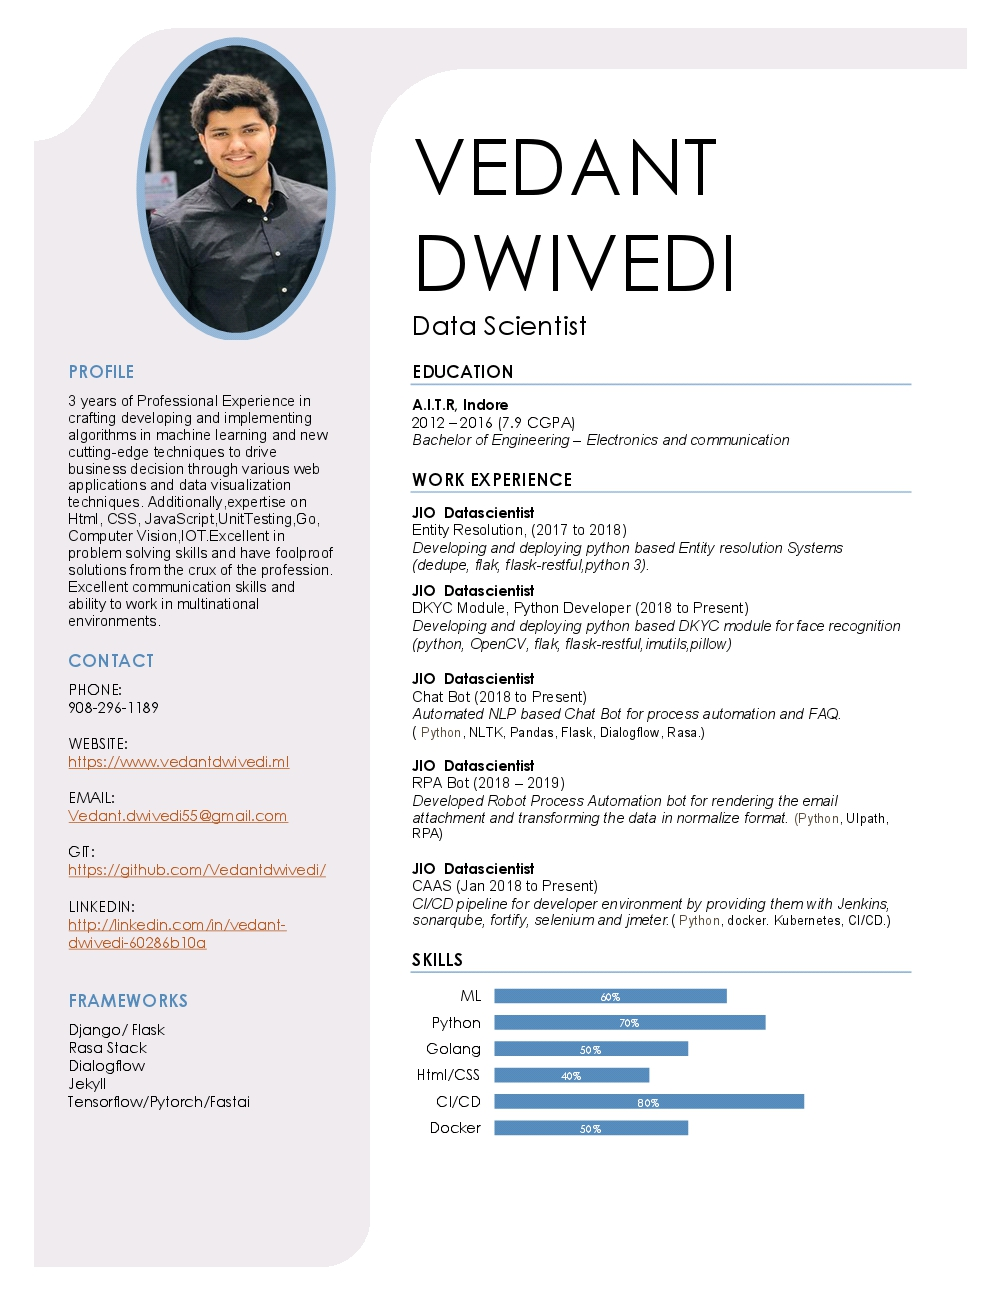 VEDANT
DWIVEDI
Data Scientist
PROFILE
3 years of Professional Experience in
crafting developing and implementing
algorithms in machine learning and new
cutting-edge techniques to drive
business decision through various web
applications and data visualization
techniques. Additionally,expertise on
Html, CSS, JavaScript,UnitTesting,Go,
Computer Vision,IOT.Excellent in
problem solving skills and have foolproof
solutions from the crux of the profession.
Excellent communication skills and
ability to work in multinational
environments.
CONTACT
PHONE:
908-296-1189
WEBSITE:
https://www.vedantdwivedi.ml
EMAIL:
Vedant.dwivedi55@gmail.com
GIT:
https://github.com/Vedantdwivedi/
LINKEDIN:
http://linkedin.com/in/vedant-
dwivedi-60286b10a
FRAMEWORKS
Django/ Flask
Rasa Stack
Dialogflow
Jekyll
Tensorflow/Pytorch/Fastai
EDUCATION
A.I.T.R, Indore
2012 – 2016 (7.9 CGPA)
Bachelor of Engineering – Electronics and communication
WORK EXPERIENCE
JIO Datascientist
Entity Resolution, (2017 to 2018)
Developing and deploying python based Entity resolution Systems
(dedupe, flak, flask-restful,python 3).
JIO Datascientist
DKYC Module, Python Developer (2018 to Present)
Developing and deploying python based DKYC module for face recognition
(python, OpenCV, flak, flask-restful,imutils,pillow)
JIO Datascientist
Chat Bot (2018 to Present)
Automated NLP based Chat Bot for process automation and FAQ.
( Python, NLTK, Pandas, Flask, Dialogflow, Rasa.)
JIO Datascientist
RPA Bot (2018 – 2019)
Developed Robot Process Automation bot for rendering the email
attachment and transforming the data in normalize format. (Python, UIpath,
RPA)
JIO Datascientist
CAAS (Jan 2018 to Present)
CI/CD pipeline for developer environment by providing them with Jenkins,
sonarqube, fortify, selenium and jmeter.( Python, docker. Kubernetes, CI/CD.)
SKILLS
ML 60%
Python 70%
Golang 50%
Html/CSS 40%
CI/CD 80%
Docker 50%